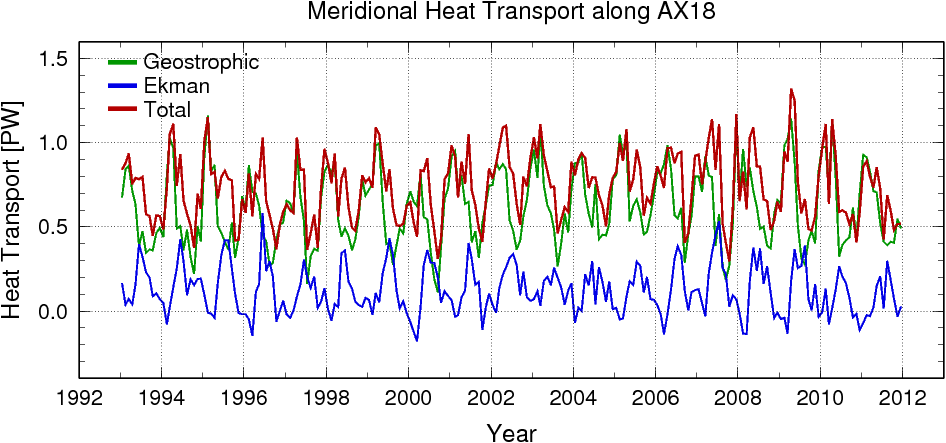 Meridional Heat Transport along AX18
Heat Transport [PW]
1.5
1.0
0.5
0.0
Geostrophic
Ekman
Total
1992 1994 1996 1998 2000 2002 2004 2006 2008 2010 2012
Year